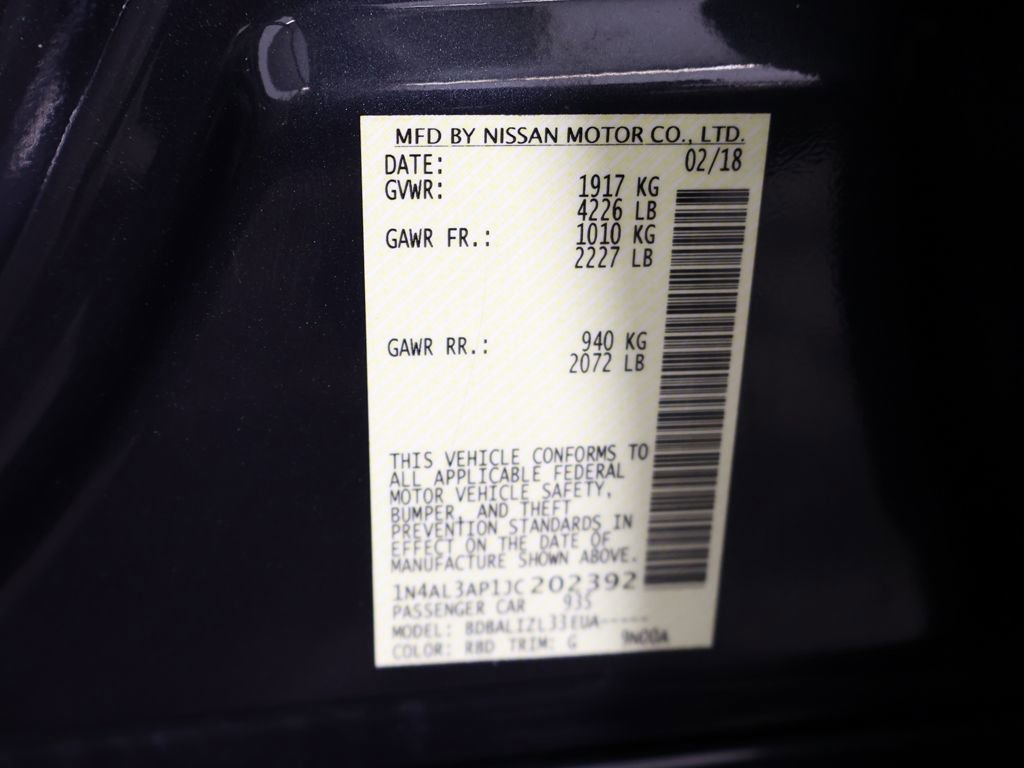 MFD BY NISSAN MOTOR CO., LTD.
DATE: 02/18
GVWR: 1917 KG
4226 LB
GAWR FR.: 1010 KG
2227 LB
GAWR RR.: 940 KG
2072 LB
THIS VEHICLE CONFORMS TO
ALL APPLICABLE FEDERAL
MOTOR VEHICLE SAFETY,
BUMPER, AND THEFT
PREVENTION STANDARDS IN
EFFECT ON THE DATE OF
MANUFACTURE SHOWN ABOVE.
1N4AL3AP1JC202392
PASSENGER CAR 935
MODEL:
COLOR: RBD TRIM: G 9N00A